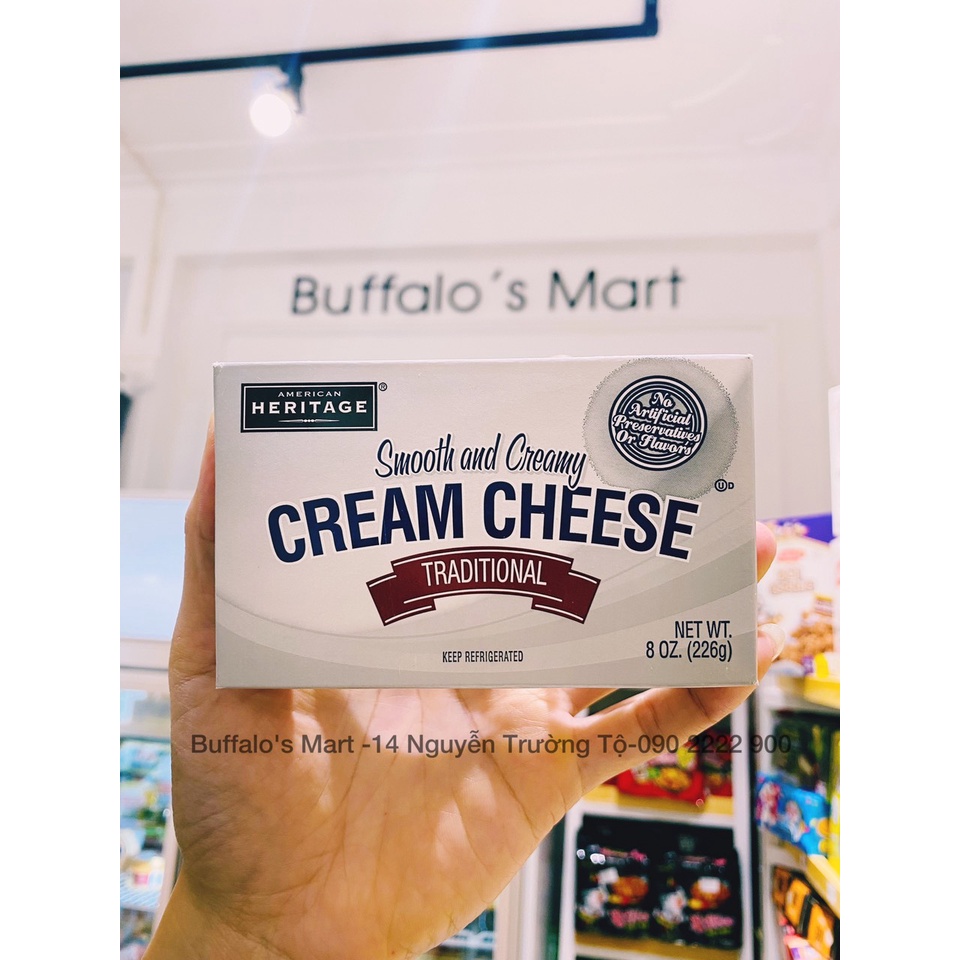 Buffalo's Mart
AMERICAN
HERITAGE®
No
Artificial
Preservatives
Or Flavors
Smooth and Creamy
CREAM CHEESE
U D
TRADITIONAL
NET WT.
8 OZ. (226g)
KEEP REFRIGERATED
Buffalo's Mart -14 Nguyễn Trường Tộ-090 2222 900